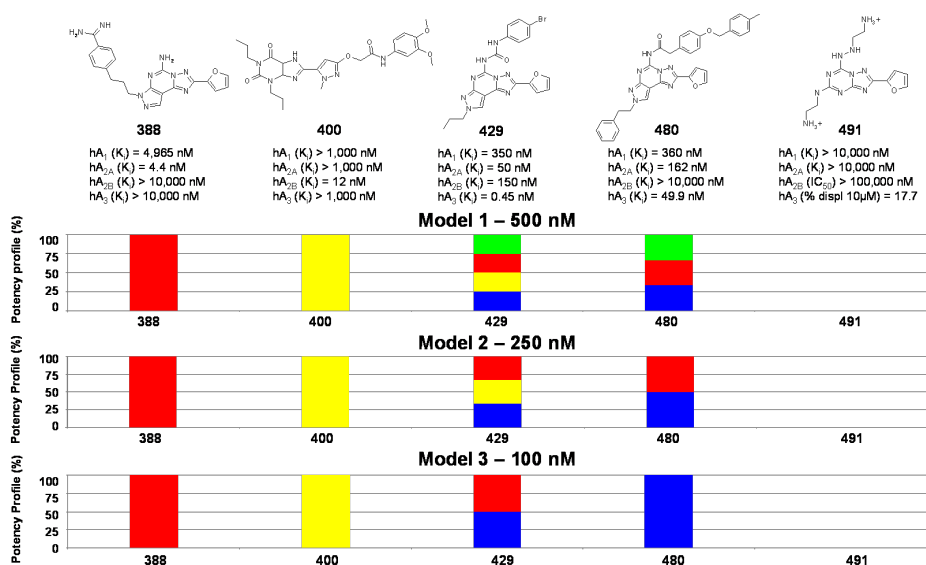 388
400
429
480
491
hA1 (Ki) = 4,965 nM
hA2A (Ki) = 4.4 nM
hA2B (Ki) > 10,000 nM
hA3 (Ki) > 10,000 nM
hA1 (Ki) > 1,000 nM
hA2A (Ki) > 1,000 nM
hA2B (Ki) = 12 nM
hA3 (Ki) > 1,000 nM
hA1 (Ki) = 350 nM
hA2A (Ki) = 50 nM
hA2B (Ki) = 150 nM
hA3 (Ki) = 0.45 nM
hA1 (Ki) = 360 nM
hA2A (Ki) = 162 nM
hA2B (Ki) > 10,000 nM
hA3 (Ki) = 49.9 nM
hA1 (Ki) > 10,000 nM
hA2A (Ki) > 10,000 nM
hA2B (IC50) > 100,000 nM
hA3 (% displ 10µM) = 17.7
Model 1 – 500 nM
Potency profile (%)
100
75
50
25
0
388 400 429 480 491
Model 2 – 250 nM
Potency Profile (%)
100
75
50
25
0
388 400 429 480 491
Model 3 – 100 nM
Potency Profile (%)
100
75
50
25
0
388 400 429 480 491